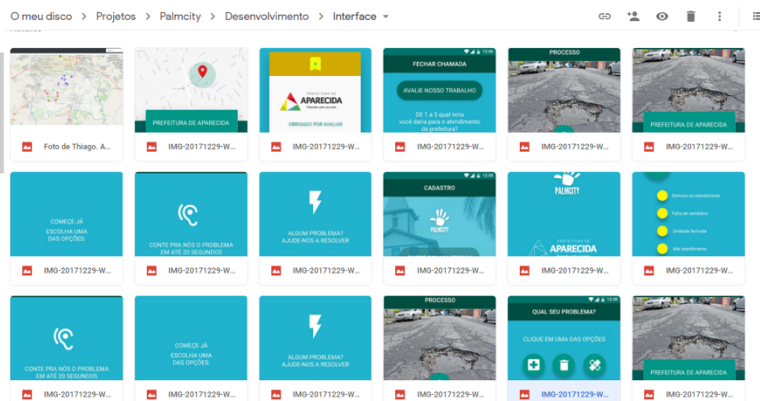 O meu disco > Projetos > Palmcity > Desenvolvimento > Interface
PREFEITURA DE APARECIDA
PREFEITURA DE
APARECIDA
OBRIGADO POR AVALIAR
13:55
FECHAR CHAMADA
AVALIE NOSSO TRABALHO
DE 1 a 5 qual nota
você daria para o atendimento
da prefeitura?
PROCESSO
PREFEITURA DE APARECIDA
Foto de Thiago. A...
IMG-20171229-W...
IMG-20171229-W...
IMG-20171229-W...
IMG-20171229-W...
IMG-20171229-W...
COMEÇE JÁ
ESCOLHA UMA
DAS OPÇÕES:
CONTE PRA NÓS O PROBLEMA
EM ATÉ 20 SEGUNDOS
ALGUM PROBLEMA?
AJUDE-NOS A RESOLVER
CADASTRO
PALMCITY
PALMCITY
PREFEITURA DE
APARECIDA
Demora no atendimento
Falta de remédios
Unidade fechada
Mal atendimento
IMG-20171229-W...
IMG-20171229-W...
IMG-20171229-W...
IMG-20171229-W...
IMG-20171229-W...
IMG-20171229-W...
CONTE PRA NÓS O PROBLEMA
EM ATÉ 20 SEGUNDOS
COMEÇE JÁ
ESCOLHA UMA
DAS OPÇÕES:
ALGUM PROBLEMA?
AJUDE-NOS A RESOLVER
PROCESSO
QUAL SEU PROBLEMA?
CLIQUE EM UMA DAS OPÇÕES
PREFEITURA DE APARECIDA
IMG-20171229-W...
IMG-20171229-W...
IMG-20171229-W...
IMG-20171229-W...
IMG-20171229-W...
IMG-20171229-W...